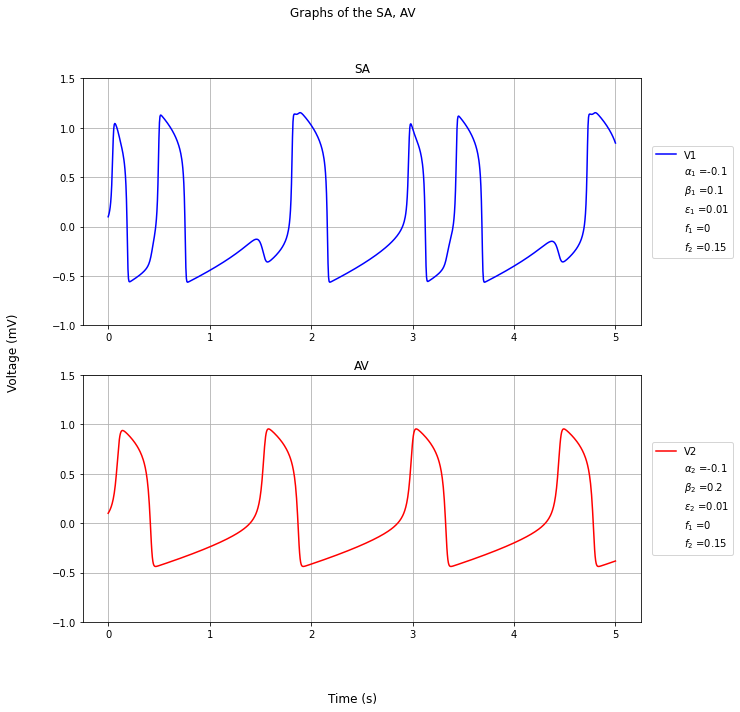 Graphs of the SA, AV
SA
1.5
1.0
0.5
0.0
−0.5
−1.0
0 1 2 3 4 5
V1
α₁ =-0.1
β₁ =0.1
ε₁ =0.01
f₁ =0
f₂ =0.15
Voltage (mV)
AV
1.5
1.0
0.5
0.0
−0.5
−1.0
0 1 2 3 4 5
V2
α₂ =-0.1
β₂ =0.2
ε₂ =0.01
f₁ =0
f₂ =0.15
Time (s)